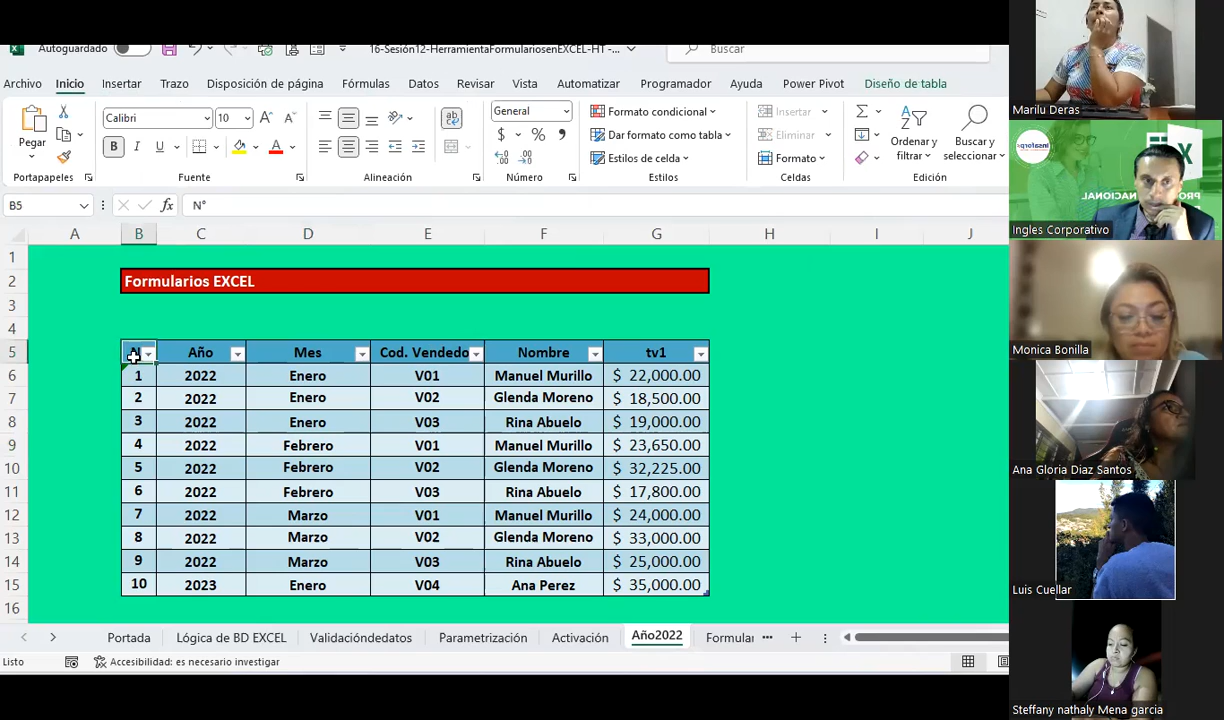 Autoguardado
16-Sesión12-HerramientaFormulariosenEXCEL-HT -...
Buscar
Archivo Inicio Insertar Trazo Disposición de página Fórmulas Datos Revisar Vista Automatizar Programador Ayuda Power Pivot Diseño de tabla
Pegar
Calibri 10
General
Formato condicional
Dar formato como tabla
Estilos de celda
Insertar
Eliminar
Formato
Ordenar y filtrar
Buscar y seleccionar
Portapapeles Fuente Alineación Número Estilos Celdas Edición
B5 fx N°
A B C D E F G H I J
1
2 Formularios EXCEL
3
4
5 Año Mes Cod. Vendedo Nombre tv1
6 1 2022 Enero V01 Manuel Murillo $ 22,000.00
7 2 2022 Enero V02 Glenda Moreno $ 18,500.00
8 3 2022 Enero V03 Rina Abuelo $ 19,000.00
9 4 2022 Febrero V01 Manuel Murillo $ 23,650.00
10 5 2022 Febrero V02 Glenda Moreno $ 32,225.00
11 6 2022 Febrero V03 Rina Abuelo $ 17,800.00
12 7 2022 Marzo V01 Manuel Murillo $ 24,000.00
13 8 2022 Marzo V02 Glenda Moreno $ 33,000.00
14 9 2022 Marzo V03 Rina Abuelo $ 25,000.00
15 10 2023 Enero V04 Ana Perez $ 35,000.00
16
Portada Lógica de BD EXCEL Validacióndedatos Parametrización Activación Año2022 Formular ...
Listo Accesibilidad: es necesario investigar
Marilu Deras
Ingles Corporativo
Monica Bonilla
Ana Gloria Diaz Santos
Luis Cuellar
Steffany nathaly Mena garcia